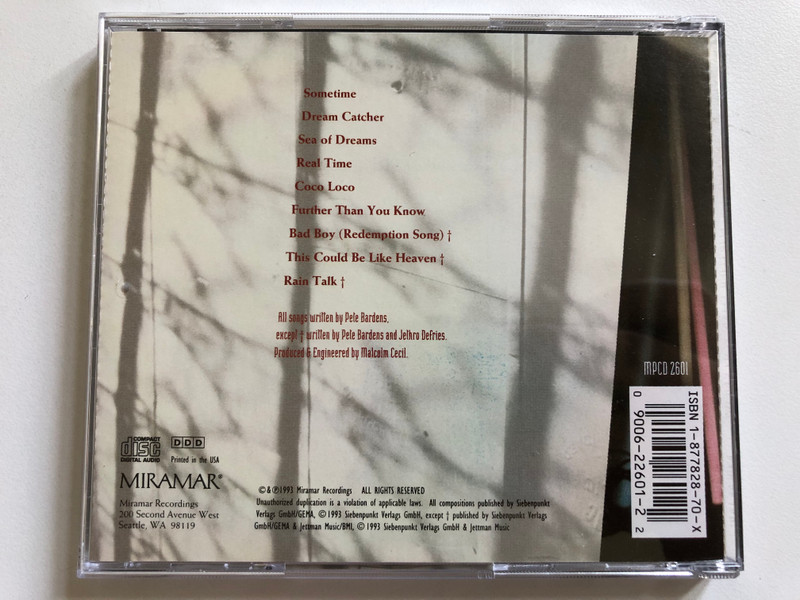 Sometime
Dream Catcher
Sea of Dreams
Real Time
Coco Loco
Further Than You Know
Bad Boy (Redemption Song) †
This Could Be Like Heaven †
Rain Talk †
All songs written by Pete Bardens,
except † written by Pete Bardens and Jethro Defries.
Produced & Engineered by Malcolm Cecil.
MPCD 2601
ISBN 1-877828-70-X
0 9006-22601-2 2
COMPACT
disc
DIGITAL AUDIO
DDD
Printed in the USA
MIRAMAR®
Miramar Recordings
200 Second Avenue West
Seattle, WA 98119
© & ℗1993 Miramar Recordings ALL RIGHTS RESERVED
Unauthorized duplication is a violation of applicable laws. All compositions published by Siebenpunkt
Verlags GmbH/GEMA, ©1993 Siebenpunkt Verlags GmbH, except † published by Siebenpunkt Verlags
GmbH/GEMA & Jettman Music/BMI, © 1993 Siebenpunkt Verlags GmbH & Jettman Music